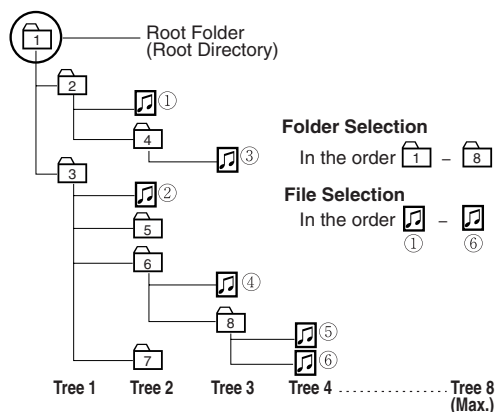 1
Root Folder
(Root Directory)
2
①
4
Folder Selection
③
In the order 1 – 8
3
②
File Selection
5
In the order –
① ⑥
6
④
8
⑤
7
⑥
Tree 1 Tree 2 Tree 3 Tree 4 ................ Tree 8
(Max.)